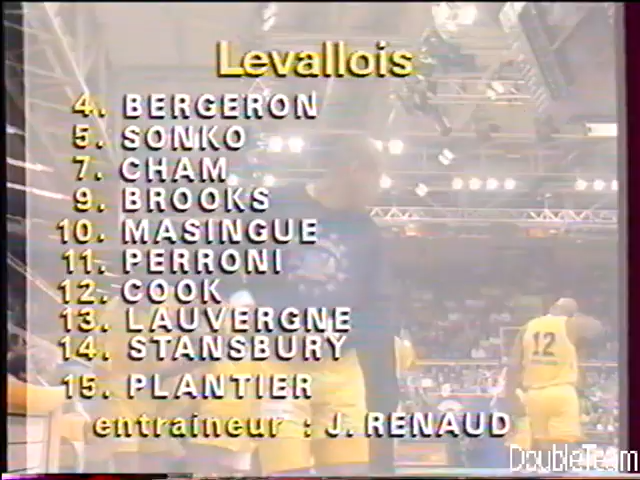 Levallois
4. BERGERON
5. SONKO
7. CHAM
9. BROOKS
10. MASINGUE
11. PERRONI
12. COOK
13. LAUVERGNE
14. STANSBURY
15. PLANTIER
entraineur : J. RENAUD
12
DoubleTeam